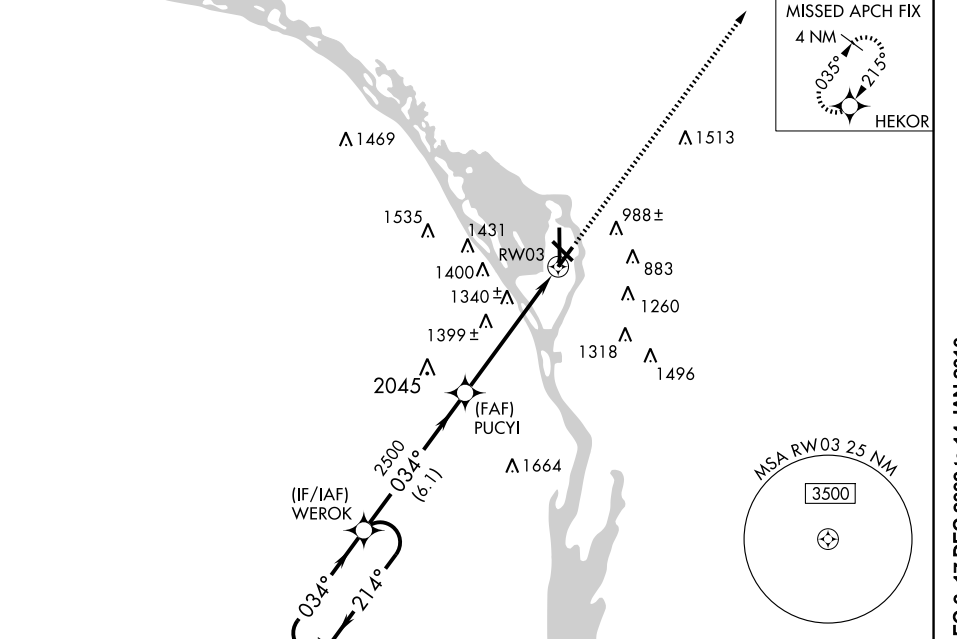 MISSED APCH FIX
4 NM
035°
215°
HEKOR
1469
1513
1535
1431
988±
RW03
1400
883
1340±
1260
1399±
1318
1496
2045
(FAF)
PUCYI
2500
034°
(6.1)
1664
MSA RW03 25 NM
3500
(IF/IAF)
WEROK
034°
214°